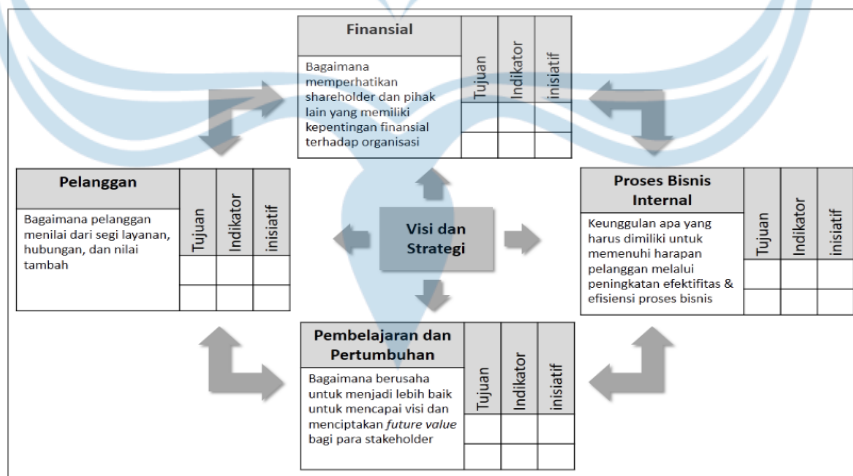 Finansial
Bagaimana
memperhatikan
shareholder dan pihak
lain yang memiliki
kepentingan finansial
terhadap organisasi
Tujuan
Indikator
inisiatif
Pelanggan
Bagaimana pelanggan
menilai dari segi layanan,
hubungan, dan nilai
tambah
Tujuan
Indikator
inisiatif
Visi dan
Strategi
Proses Bisnis
Internal
Keunggulan apa yang
harus dimiliki untuk
memenuhi harapan
pelanggan melalui
peningkatan efektifitas &
efisiensi proses bisnis
Tujuan
Indikator
inisiatif
Pembelajaran dan
Pertumbuhan
Bagaimana berusaha
untuk menjadi lebih baik
untuk mencapai visi dan
menciptakan future value
bagi para stakeholder
Tujuan
Indikator
inisiatif